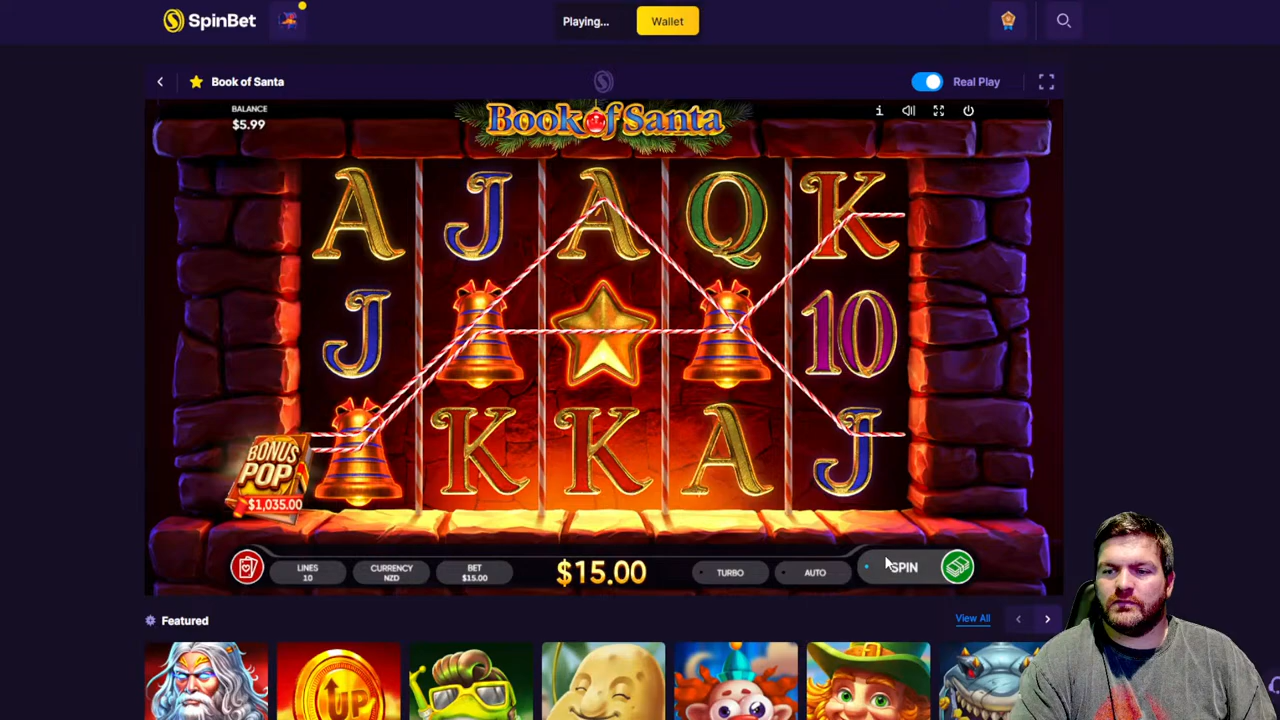 SpinBet
Playing...
Wallet
Book of Santa
Real Play
BALANCE
$5.99
Book of Santa
i
A J A Q K
J 10
K K A J
BONUS
POP
$1,035.00
LINES
10
CURRENCY
NZD
BET
$15.00
$15.00
TURBO
AUTO
SPIN
Featured
View All
UP